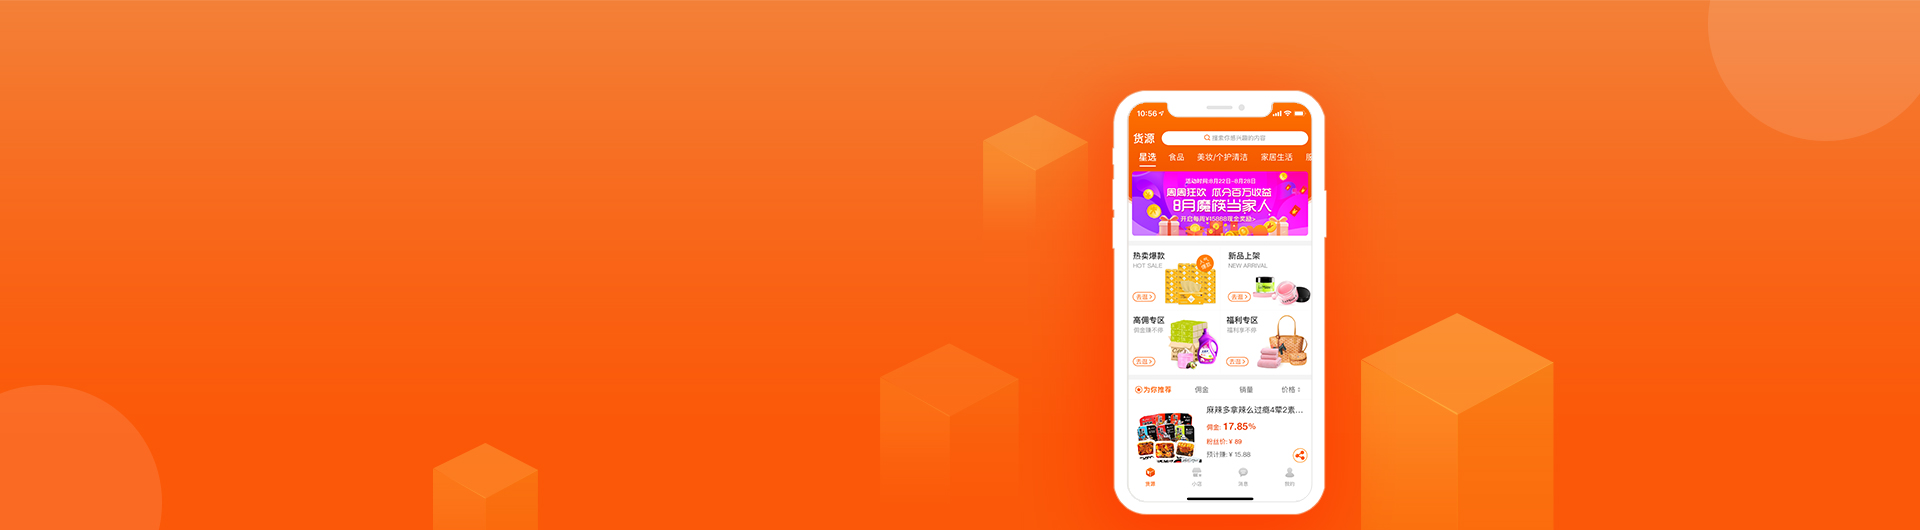 10:56
货源
搜索你感兴趣的内容
星选 食品 美妆/个护清洁 家居生活 服
活动时间:8月22日-8月28日
周周狂欢 瓜分百万收益
8月魔筷当家人
开启每周¥15888现金奖励>
热卖爆款
HOT SALE
去逛 >
新品上架
NEW ARRIVAL
去逛 >
高佣专区
佣金赚不停
去逛 >
福利专区
福利享不停
去逛 >
为你推荐 佣金 销量 价格
麻辣多拿辣么过瘾4荤2素...
佣金: 17.85%
粉丝价: ¥ 89
预计赚: ¥ 15.88
货源 小店 消息 我的